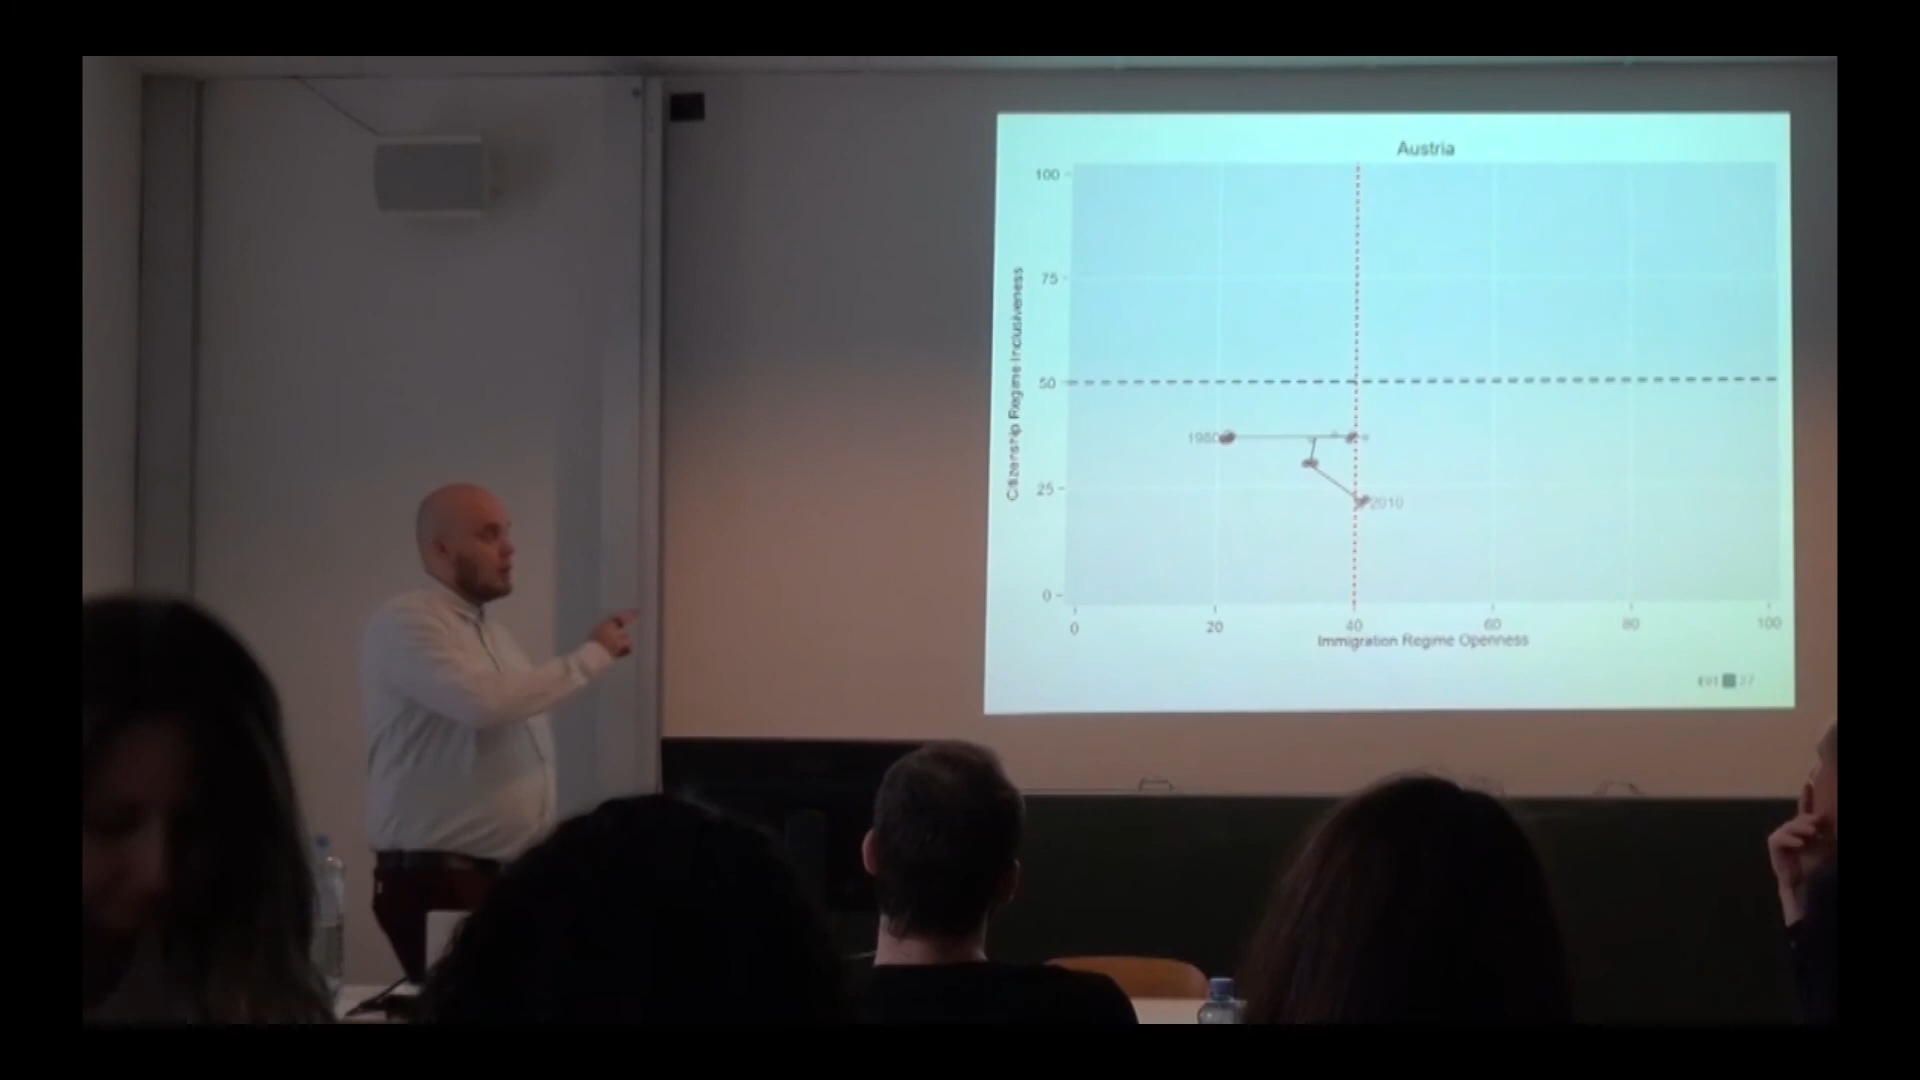 Austria
100
75
50
25
0
Citizenship Regime Inclusiveness
1980
2010
0 20 40 60 80 100
Immigration Regime Openness